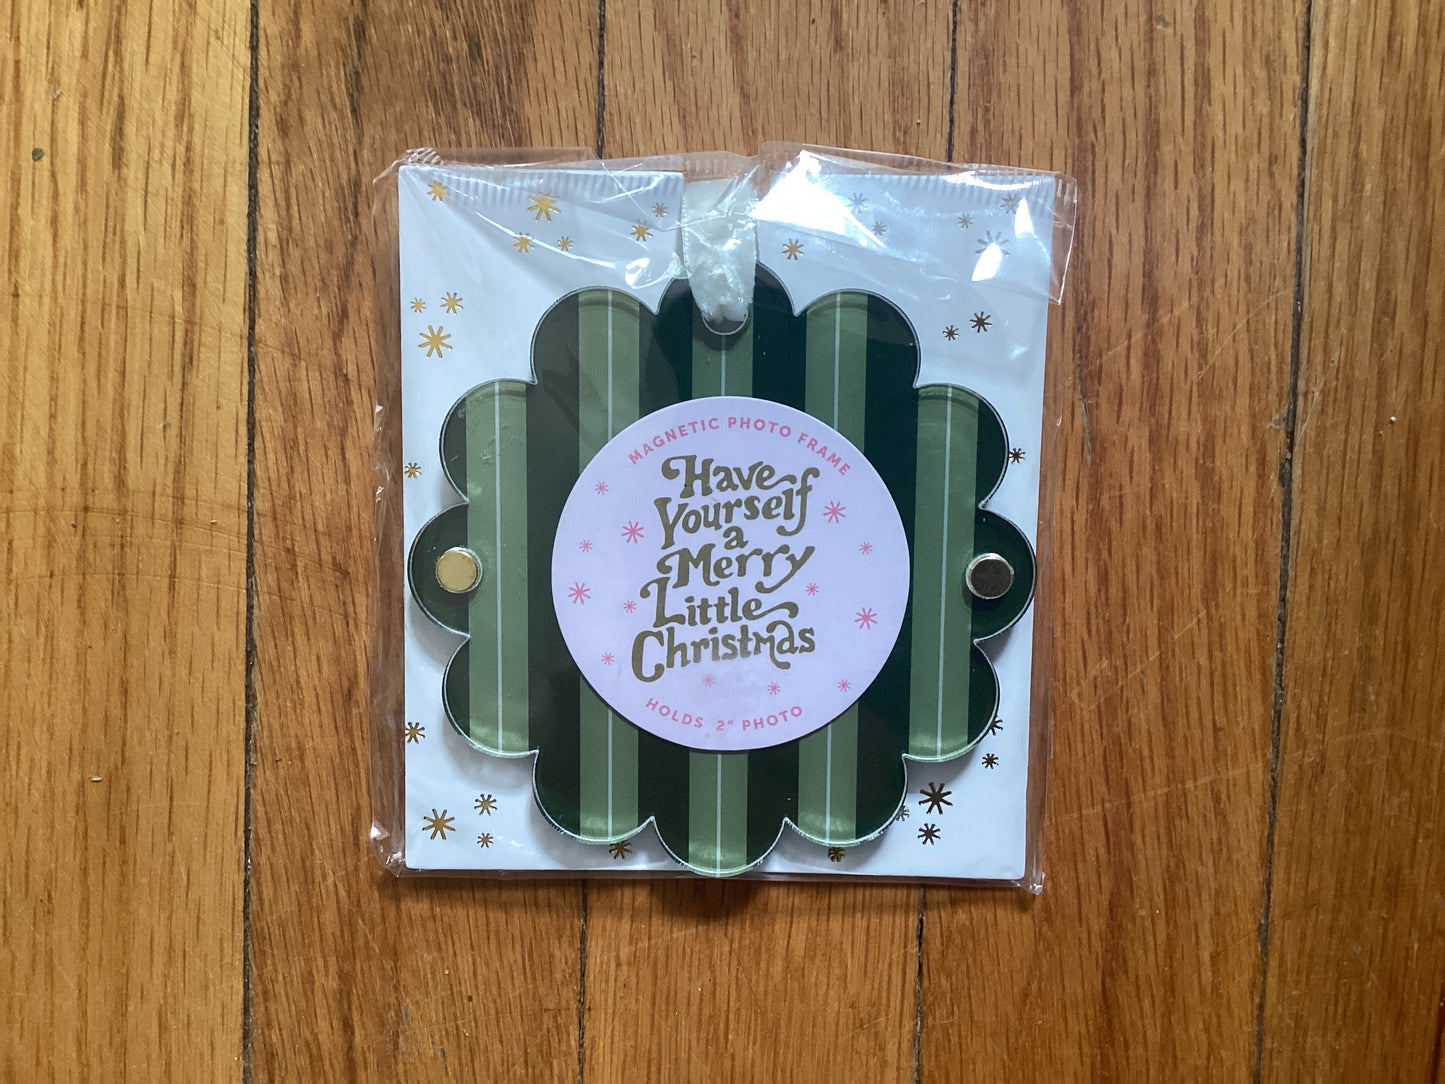 MAGNETIC PHOTO FRAME
Have
Yourself
a
Merry
Little
Christmas
HOLDS 2" PHOTO